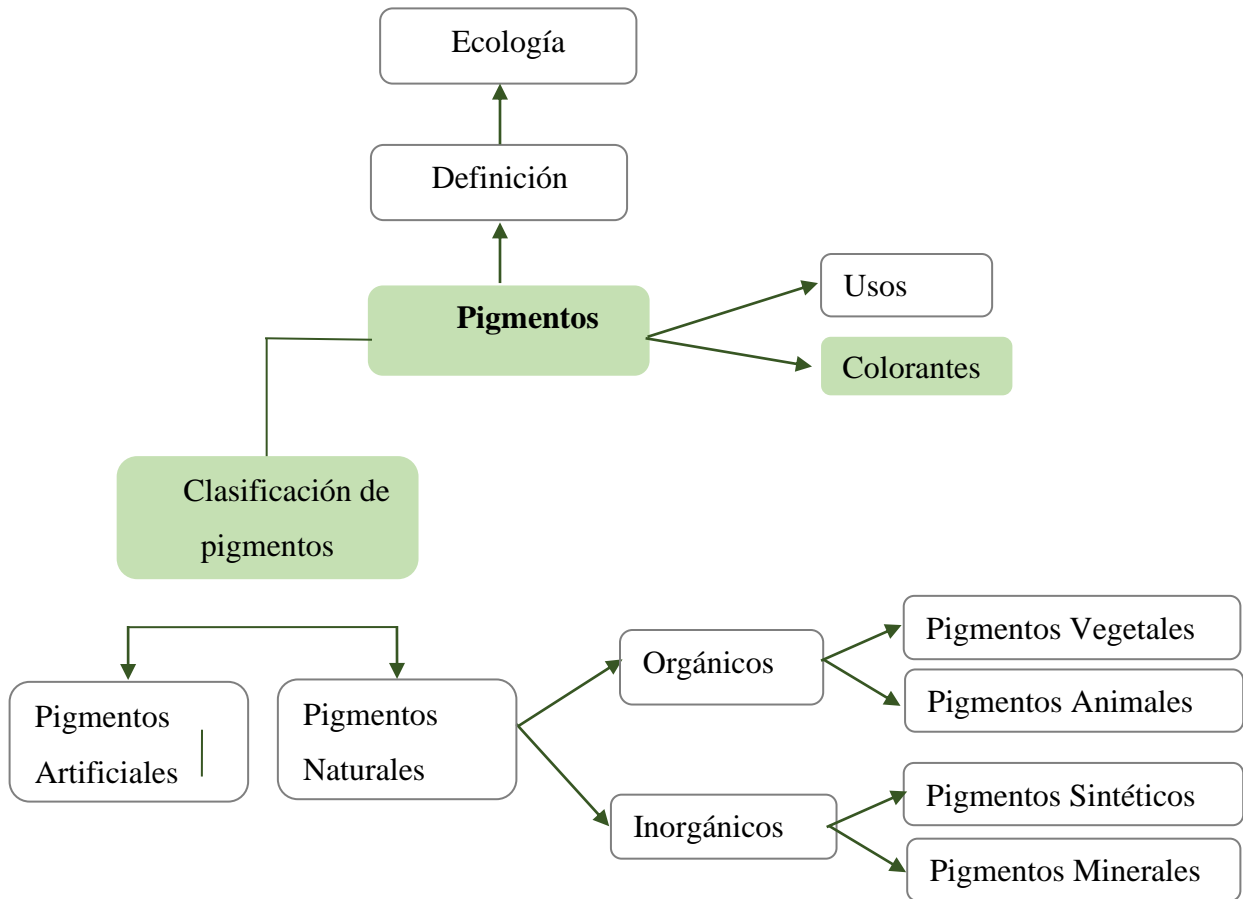 Ecología
Definición
Pigmentos
Usos
Colorantes
Clasificación de
pigmentos
Pigmentos
Artificiales
Pigmentos
Naturales
Orgánicos
Inorgánicos
Pigmentos Vegetales
Pigmentos Animales
Pigmentos Sintéticos
Pigmentos Minerales